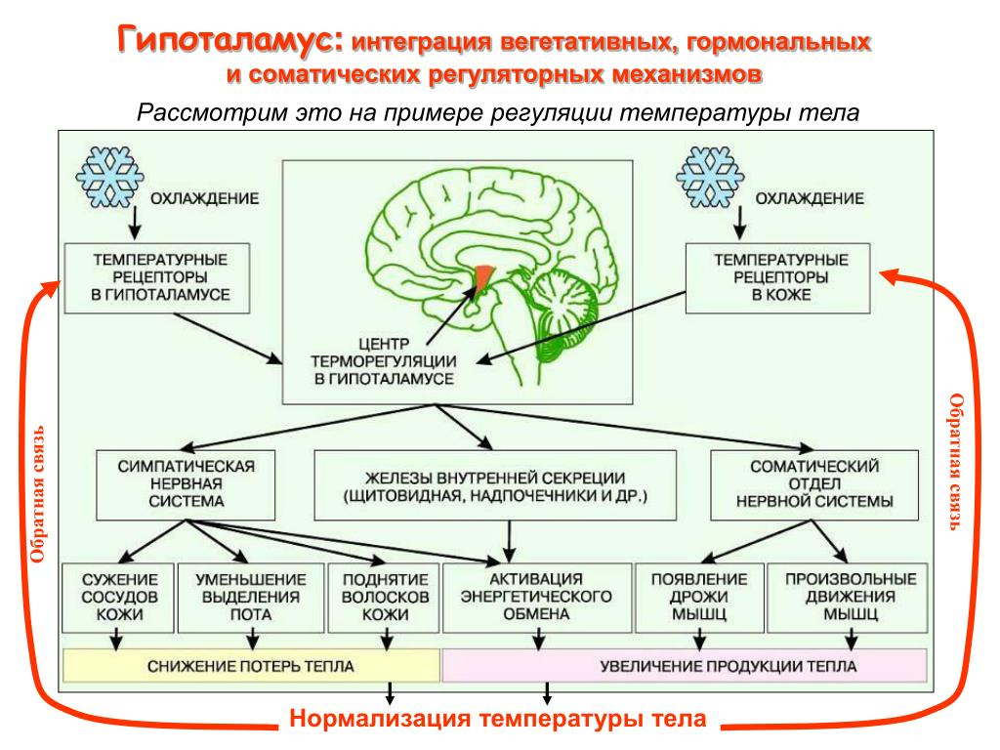 Гипоталамус: интеграция вегетативных, гормональных
и соматических регуляторных механизмов
Рассмотрим это на примере регуляции температуры тела
ОХЛАЖДЕНИЕ
ОХЛАЖДЕНИЕ
ТЕМПЕРАТУРНЫЕ
РЕЦЕПТОРЫ
В ГИПОТАЛАМУСЕ
ТЕМПЕРАТУРНЫЕ
РЕЦЕПТОРЫ
В КОЖЕ
ЦЕНТР
ТЕРМОРЕГУЛЯЦИИ
В ГИПОТАЛАМУСЕ
Обратная связь
Обратная связь
СИМПАТИЧЕСКАЯ
НЕРВНАЯ
СИСТЕМА
ЖЕЛЕЗЫ ВНУТРЕННЕЙ СЕКРЕЦИИ
(ЩИТОВИДНАЯ, НАДПОЧЕЧНИКИ И ДР.)
СОМАТИЧЕСКИЙ
ОТДЕЛ
НЕРВНОЙ СИСТЕМЫ
СУЖЕНИЕ
СОСУДОВ
КОЖИ
УМЕНЬШЕНИЕ
ВЫДЕЛЕНИЯ
ПОТА
ПОДНЯТИЕ
ВОЛОСКОВ
КОЖИ
АКТИВАЦИЯ
ЭНЕРГЕТИЧЕСКОГО
ОБМЕНА
ПОЯВЛЕНИЕ
ДРОЖИ
МЫШЦ
ПРОИЗВОЛЬНЫЕ
ДВИЖЕНИЯ
МЫШЦ
СНИЖЕНИЕ ПОТЕРЬ ТЕПЛА
УВЕЛИЧЕНИЕ ПРОДУКЦИИ ТЕПЛА
Нормализация температуры тела